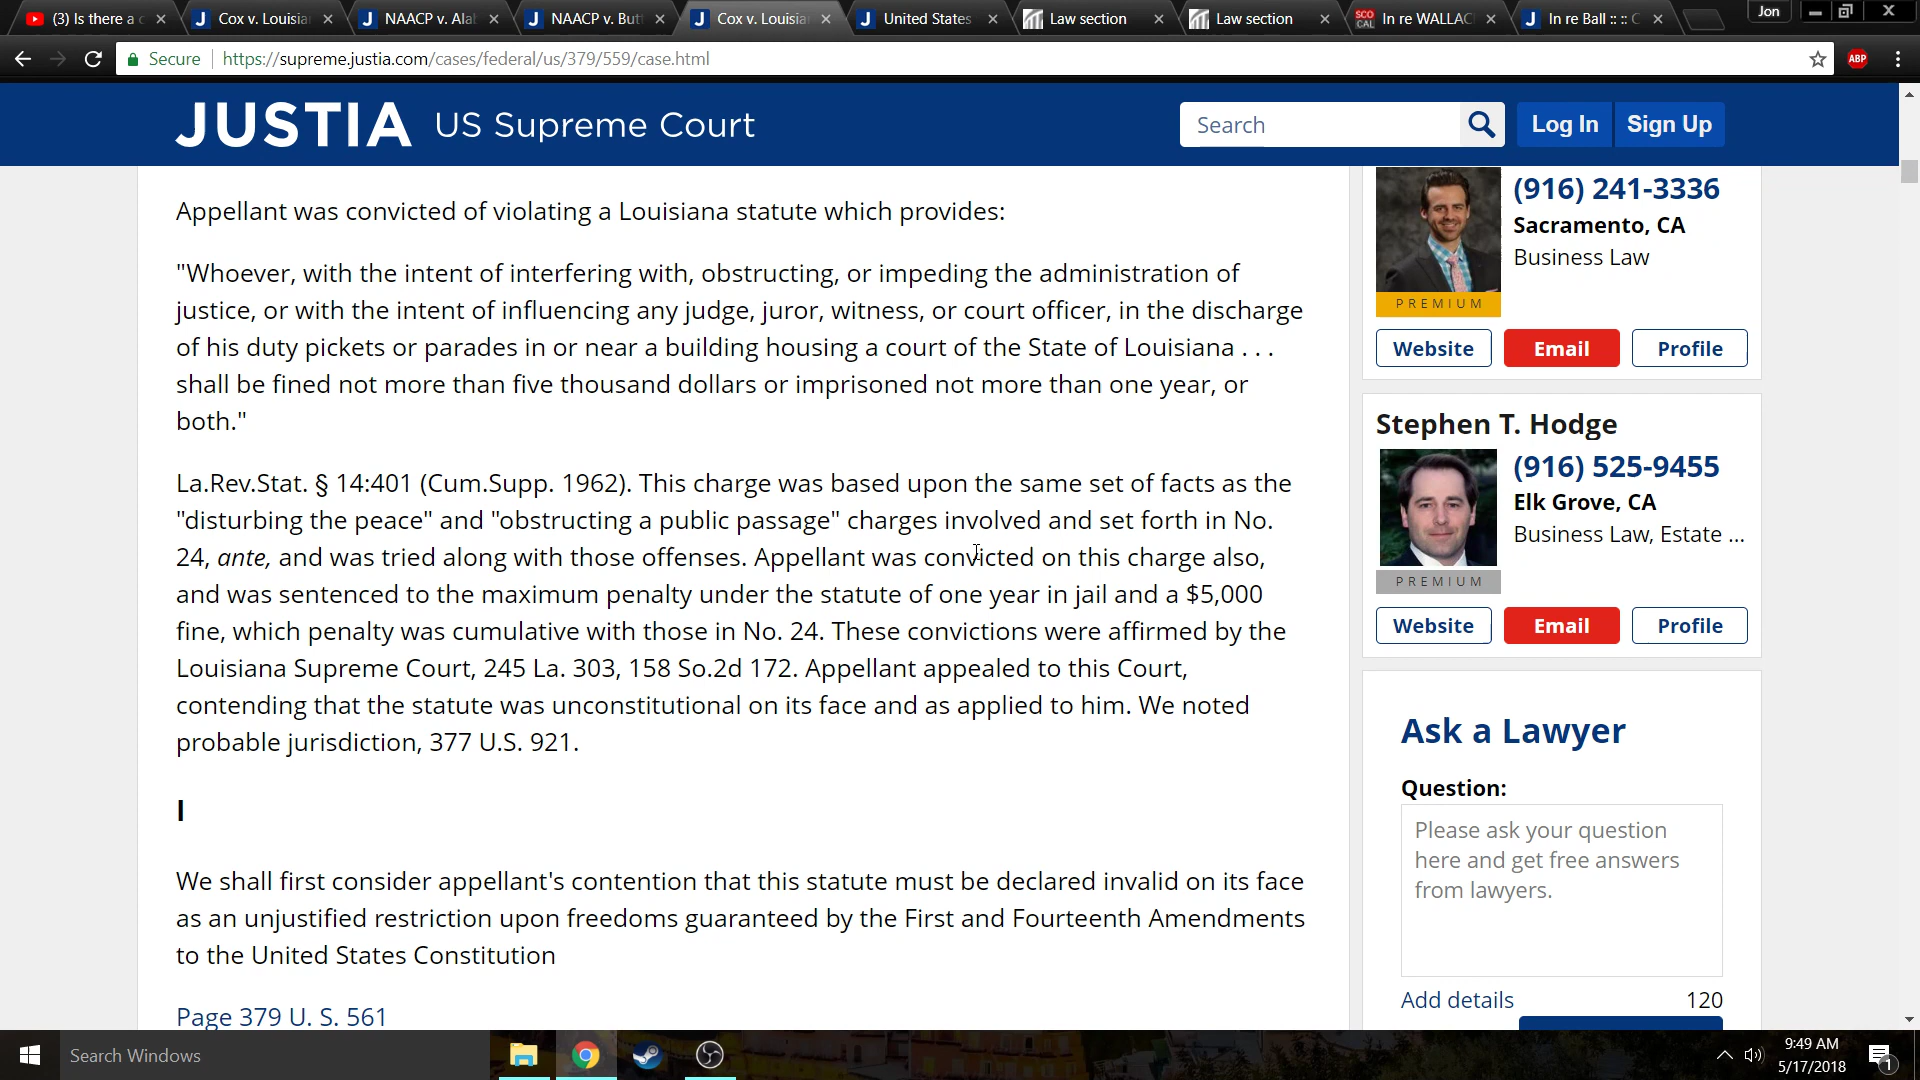 (3) Is there a c
Cox v. Louisia
NAACP v. Ala
NAACP v. But
Cox v. Louisia
United States
Law section
Law section
SCO CAL
In re WALLAC
In re Ball :: :: C
Jon
Secure
https://supreme.justia.com/cases/federal/us/379/559/case.html
ABP
JUSTIA US Supreme Court
Search
Log In
Sign Up
Appellant was convicted of violating a Louisiana statute which provides:
"Whoever, with the intent of interfering with, obstructing, or impeding the administration of
justice, or with the intent of influencing any judge, juror, witness, or court officer, in the discharge
of his duty pickets or parades in or near a building housing a court of the State of Louisiana . . .
shall be fined not more than five thousand dollars or imprisoned not more than one year, or
both."
La.Rev.Stat. § 14:401 (Cum.Supp. 1962). This charge was based upon the same set of facts as the
"disturbing the peace" and "obstructing a public passage" charges involved and set forth in No.
24, ante, and was tried along with those offenses. Appellant was convicted on this charge also,
and was sentenced to the maximum penalty under the statute of one year in jail and a $5,000
fine, which penalty was cumulative with those in No. 24. These convictions were affirmed by the
Louisiana Supreme Court, 245 La. 303, 158 So.2d 172. Appellant appealed to this Court,
contending that the statute was unconstitutional on its face and as applied to him. We noted
probable jurisdiction, 377 U.S. 921.
I
We shall first consider appellant's contention that this statute must be declared invalid on its face
as an unjustified restriction upon freedoms guaranteed by the First and Fourteenth Amendments
to the United States Constitution
Page 379 U. S. 561
(916) 241-3336
Sacramento, CA
Business Law
PREMIUM
Website
Email
Profile
Stephen T. Hodge
(916) 525-9455
Elk Grove, CA
Business Law, Estate ...
PREMIUM
Website
Email
Profile
Ask a Lawyer
Question:
Please ask your question
here and get free answers
from lawyers.
Add details
120
Search Windows
9:49 AM
5/17/2018
1